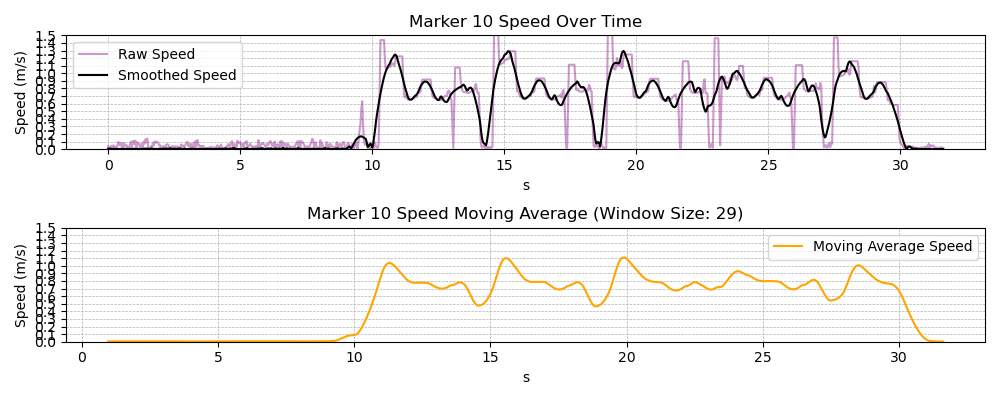 Marker 10 Speed Over Time
Speed (m/s)
1.5
1.4
1.3
1.2
1.1
1.0
0.9
0.8
0.7
0.6
0.5
0.4
0.3
0.2
0.1
0.0
Raw Speed
Smoothed Speed
0 5 10 15 20 25 30
s
Marker 10 Speed Moving Average (Window Size: 29)
Speed (m/s)
1.5
1.4
1.3
1.2
1.1
1.0
0.9
0.8
0.7
0.6
0.5
0.4
0.3
0.2
0.1
0.0
Moving Average Speed
0 5 10 15 20 25 30
s